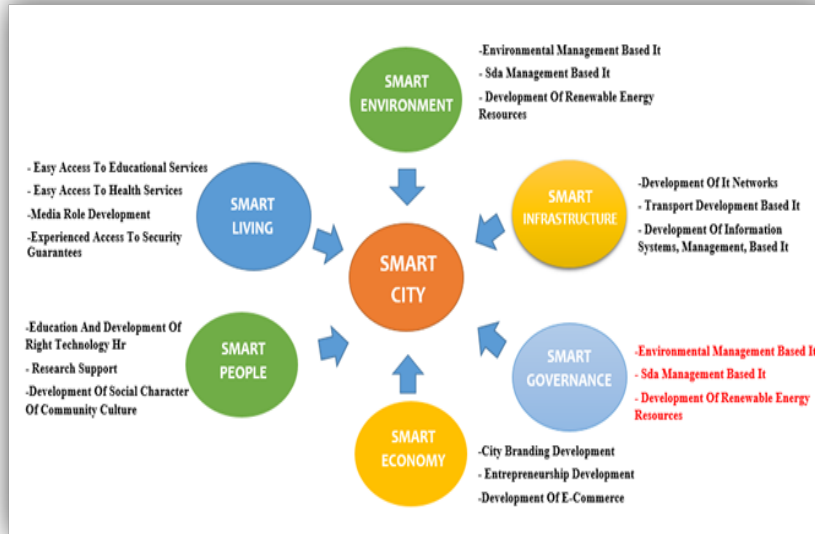 SMART
ENVIRONMENT
-Environmental Management Based It
- Sda Management Based It
- Development Of Renewable Energy
Resources
- Easy Access To Educational Services
- Easy Access To Health Services
-Media Role Development
-Experienced Access To Security
Guarantees
SMART
LIVING
SMART
INFRASTRUCTURE
-Development Of It Networks
- Transport Development Based It
- Development Of Information
Systems, Management, Based It
SMART
CITY
-Education And Development Of
Right Technology Hr
- Research Support
-Development Of Social Character
Of Community Culture
SMART
PEOPLE
SMART
GOVERNANCE
-Environmental Management Based It
- Sda Management Based It
- Development Of Renewable Energy
Resources
SMART
ECONOMY
-City Branding Development
- Entrepreneurship Development
-Development Of E-Commerce